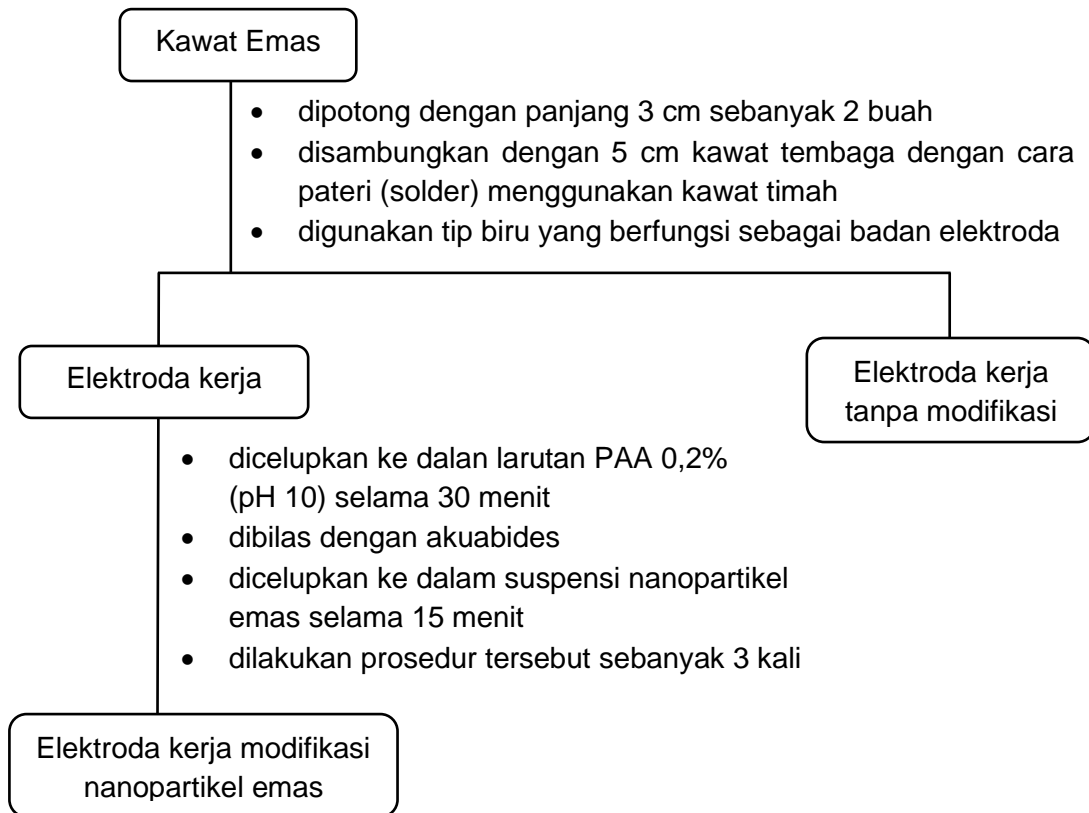 Kawat Emas
• dipotong dengan panjang 3 cm sebanyak 2 buah
• disambungkan dengan 5 cm kawat tembaga dengan cara
pateri (solder) menggunakan kawat timah
• digunakan tip biru yang berfungsi sebagai badan elektroda
Elektroda kerja
Elektroda kerja
tanpa modifikasi
• dicelupkan ke dalan larutan PAA 0,2%
(pH 10) selama 30 menit
• dibilas dengan akuabides
• dicelupkan ke dalam suspensi nanopartikel
emas selama 15 menit
• dilakukan prosedur tersebut sebanyak 3 kali
Elektroda kerja modifikasi
nanopartikel emas